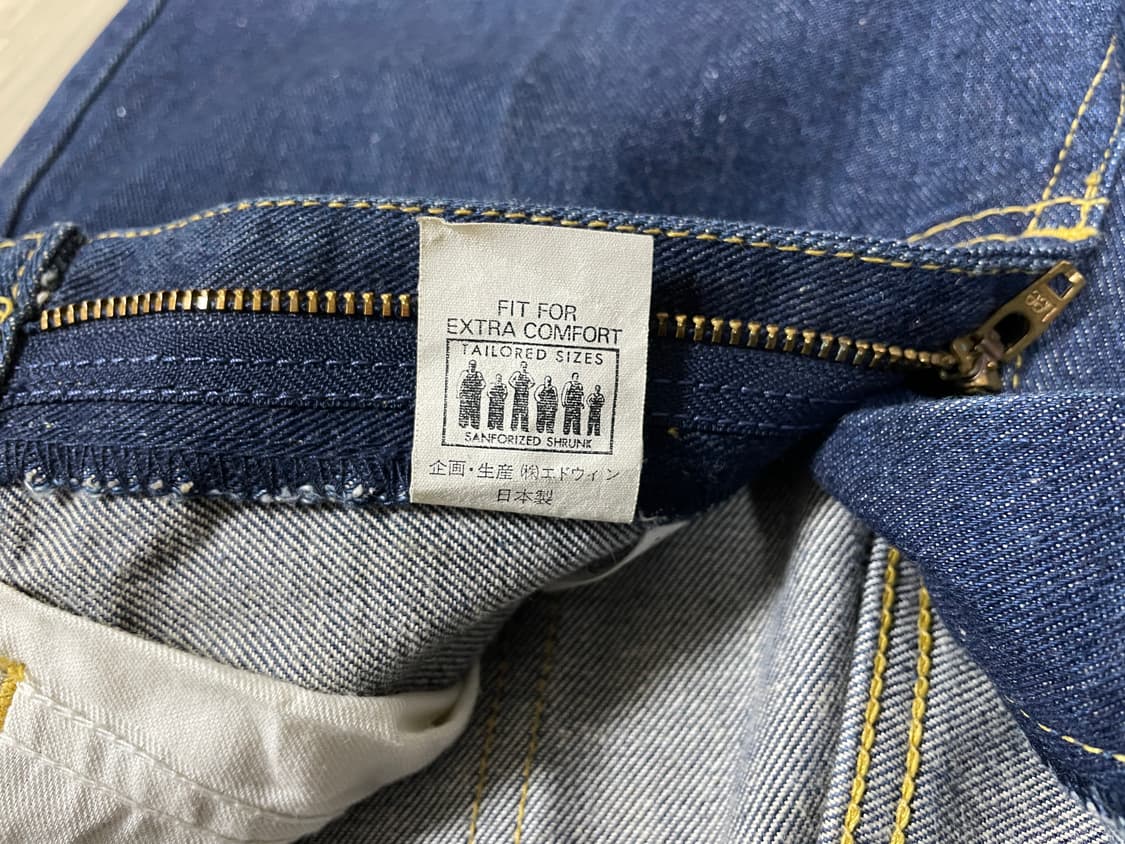 FIT FOR
EXTRA COMFORT
TAILORED SIZES
SANFORIZED SHRUNK
企画・生産 ㈱エドウィン
日本製
Lee